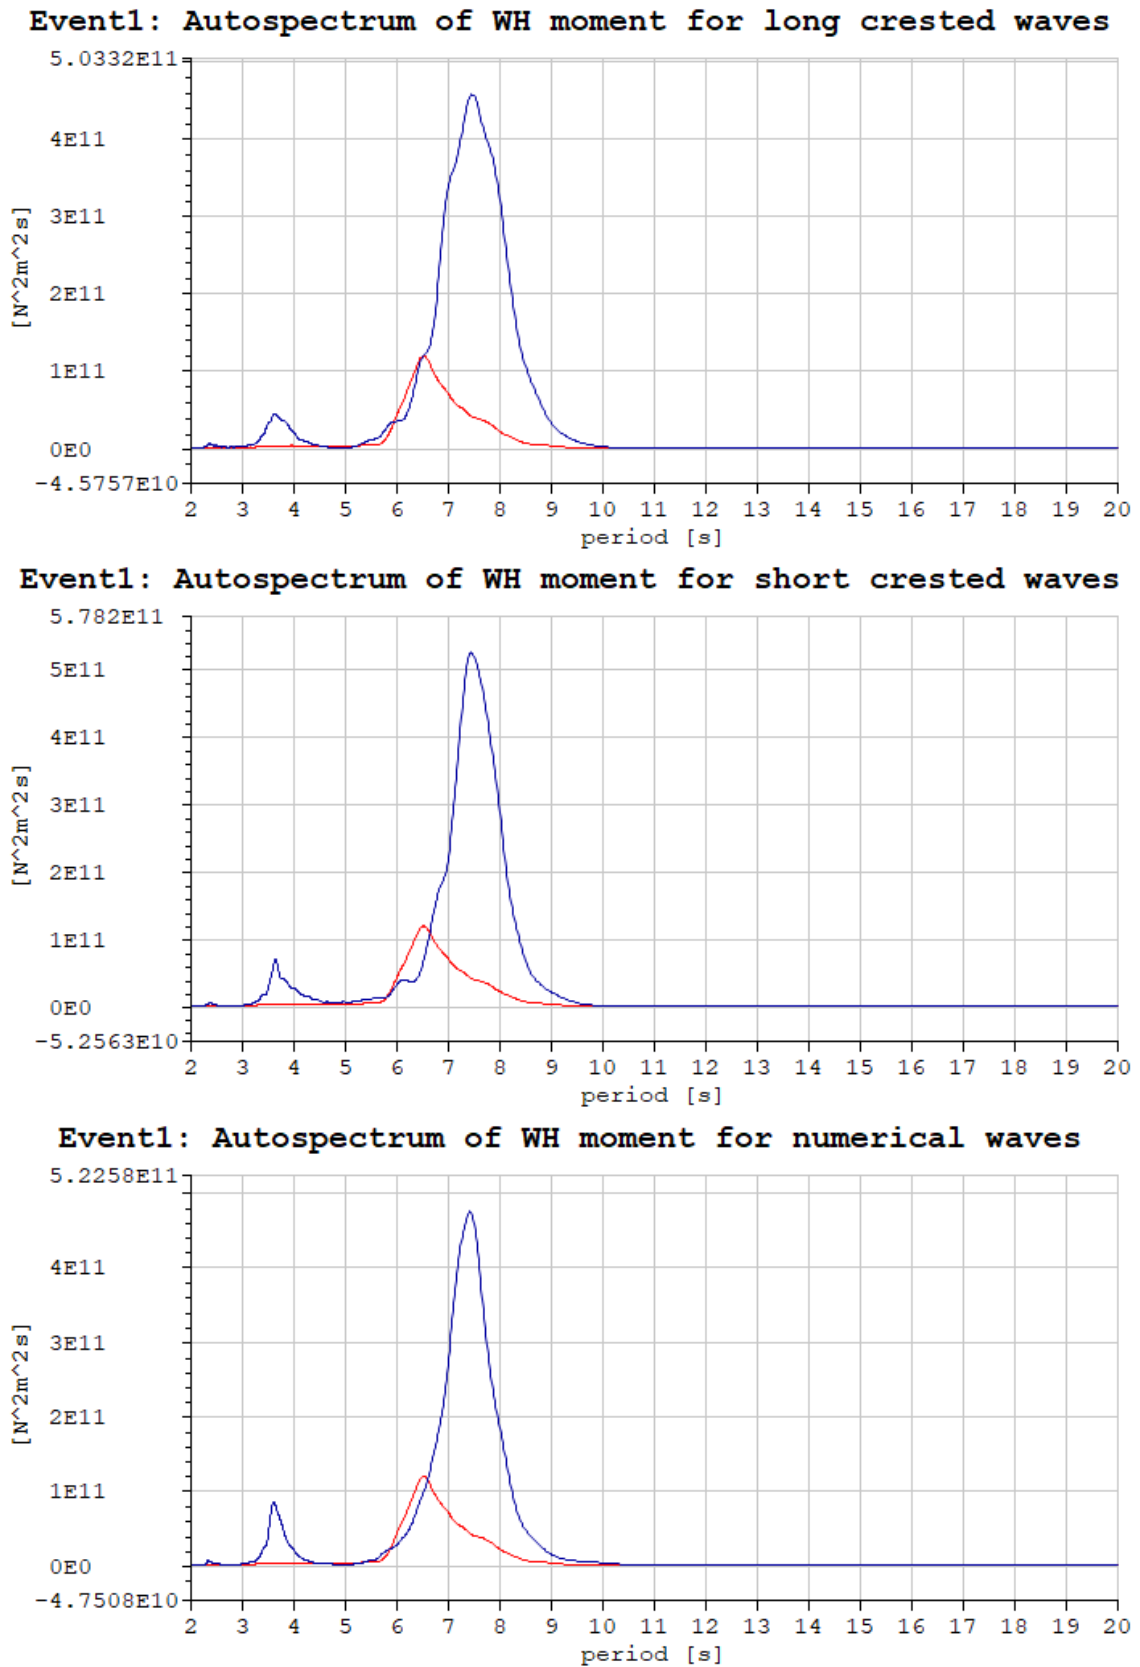 Event1: Autospectrum of WH moment for long crested waves
5.0332E11
4E11
3E11
2E11
1E11
0E0
-4.5757E10
[N^2m^2s]
2 3 4 5 6 7 8 9 10 11 12 13 14 15 16 17 18 19 20
period [s]
Event1: Autospectrum of WH moment for short crested waves
5.782E11
5E11
4E11
3E11
2E11
1E11
0E0
-5.2563E10
[N^2m^2s]
2 3 4 5 6 7 8 9 10 11 12 13 14 15 16 17 18 19 20
period [s]
Event1: Autospectrum of WH moment for numerical waves
5.2258E11
4E11
3E11
2E11
1E11
0E0
-4.7508E10
[N^2m^2s]
2 3 4 5 6 7 8 9 10 11 12 13 14 15 16 17 18 19 20
period [s]